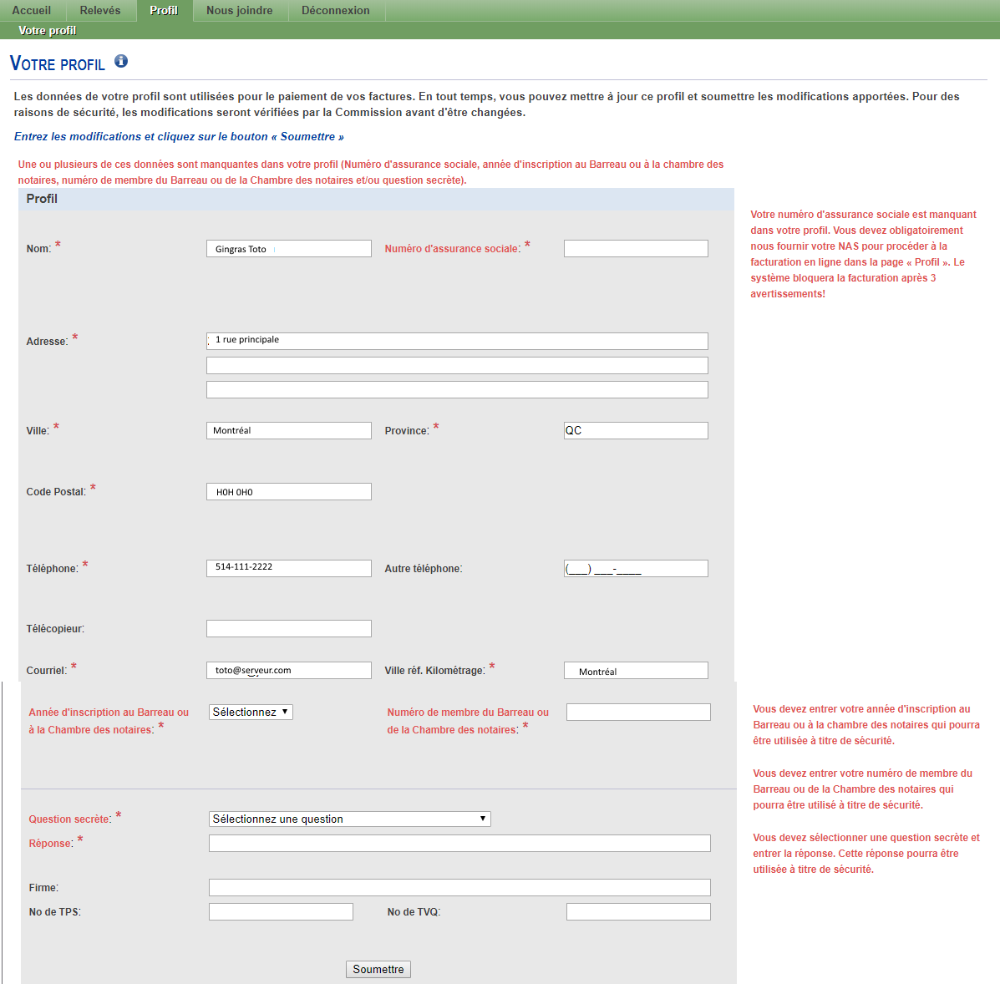 Accueil Relevés Profil Nous joindre Déconnexion
Votre profil
Votre profil
Les données de votre profil sont utilisées pour le paiement de vos factures. En tout temps, vous pouvez mettre à jour ce profil et soumettre les modifications apportées. Pour des
raisons de sécurité, les modifications seront vérifiées par la Commission avant d'être changées.
Entrez les modifications et cliquez sur le bouton « Soumettre »
Une ou plusieurs de ces données sont manquantes dans votre profil (Numéro d'assurance sociale, année d'inscription au Barreau ou à la chambre des
notaires, numéro de membre du Barreau ou de la Chambre des notaires et/ou question secrète).
Profil
Nom: * Gingras Toto Numéro d'assurance sociale: *
Votre numéro d'assurance sociale est manquant
dans votre profil. Vous devez obligatoirement
nous fournir votre NAS pour procéder à la
facturation en ligne dans la page « Profil ». Le
système bloquera la facturation après 3
avertissements!
Adresse: * 1 rue principale
Ville: * Montréal Province: * QC
Code Postal: * H0H 0H0
Téléphone: * 514-111-2222 Autre téléphone: (___) ___-____
Télécopieur:
Courriel: * toto@serveur.com Ville réf. Kilométrage: * Montréal
Année d'inscription au Barreau ou
à la Chambre des notaires: * Sélectionnez
Numéro de membre du Barreau ou
de la Chambre des notaires: *
Vous devez entrer votre année d'inscription au
Barreau ou à la chambre des notaires qui pourra
être utilisée à titre de sécurité.
Vous devez entrer votre numéro de membre du
Barreau ou de la Chambre des notaires qui
pourra être utilisé à titre de sécurité.
Question secrète: * Sélectionnez une question
Réponse: *
Vous devez sélectionner une question secrète et
entrer la réponse. Cette réponse pourra être
utilisée à titre de sécurité.
Firme:
No de TPS: No de TVQ:
Soumettre